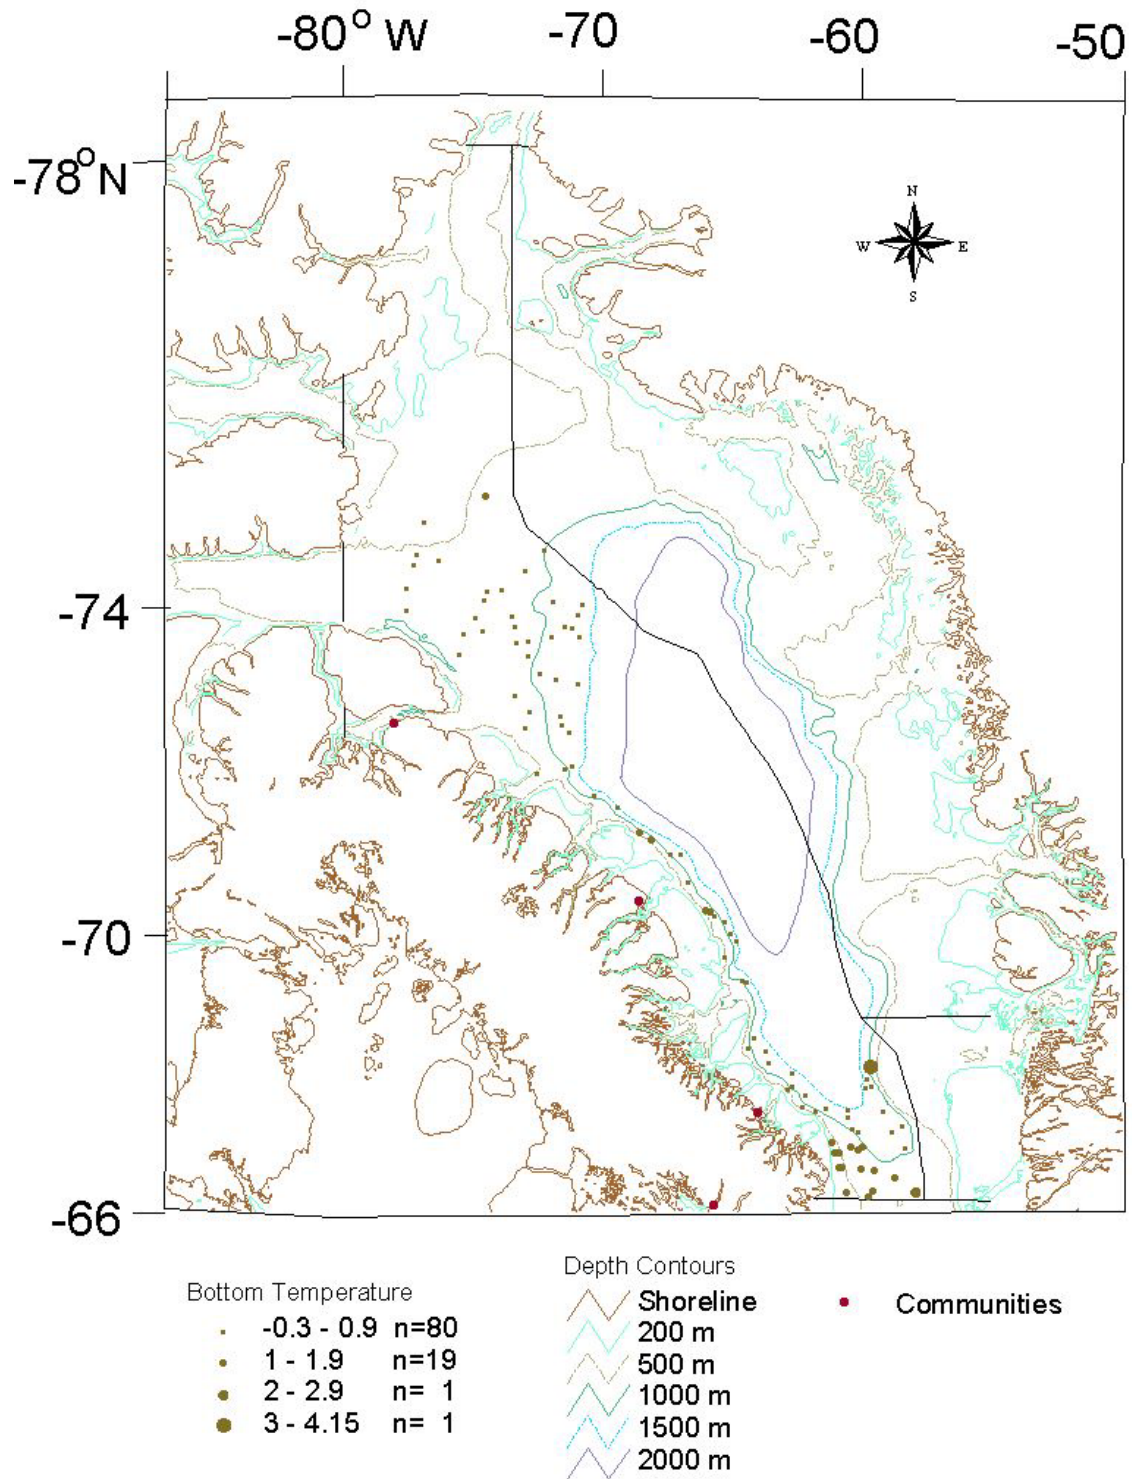 -80° W -70 -60 -50
-78°N
N
W E
S
-74
-70
-66
Bottom Temperature
-0.3 - 0.9 n=80
1 - 1.9 n=19
2 - 2.9 n= 1
3 - 4.15 n= 1
Depth Contours
Shoreline
200 m
500 m
1000 m
1500 m
2000 m
Communities